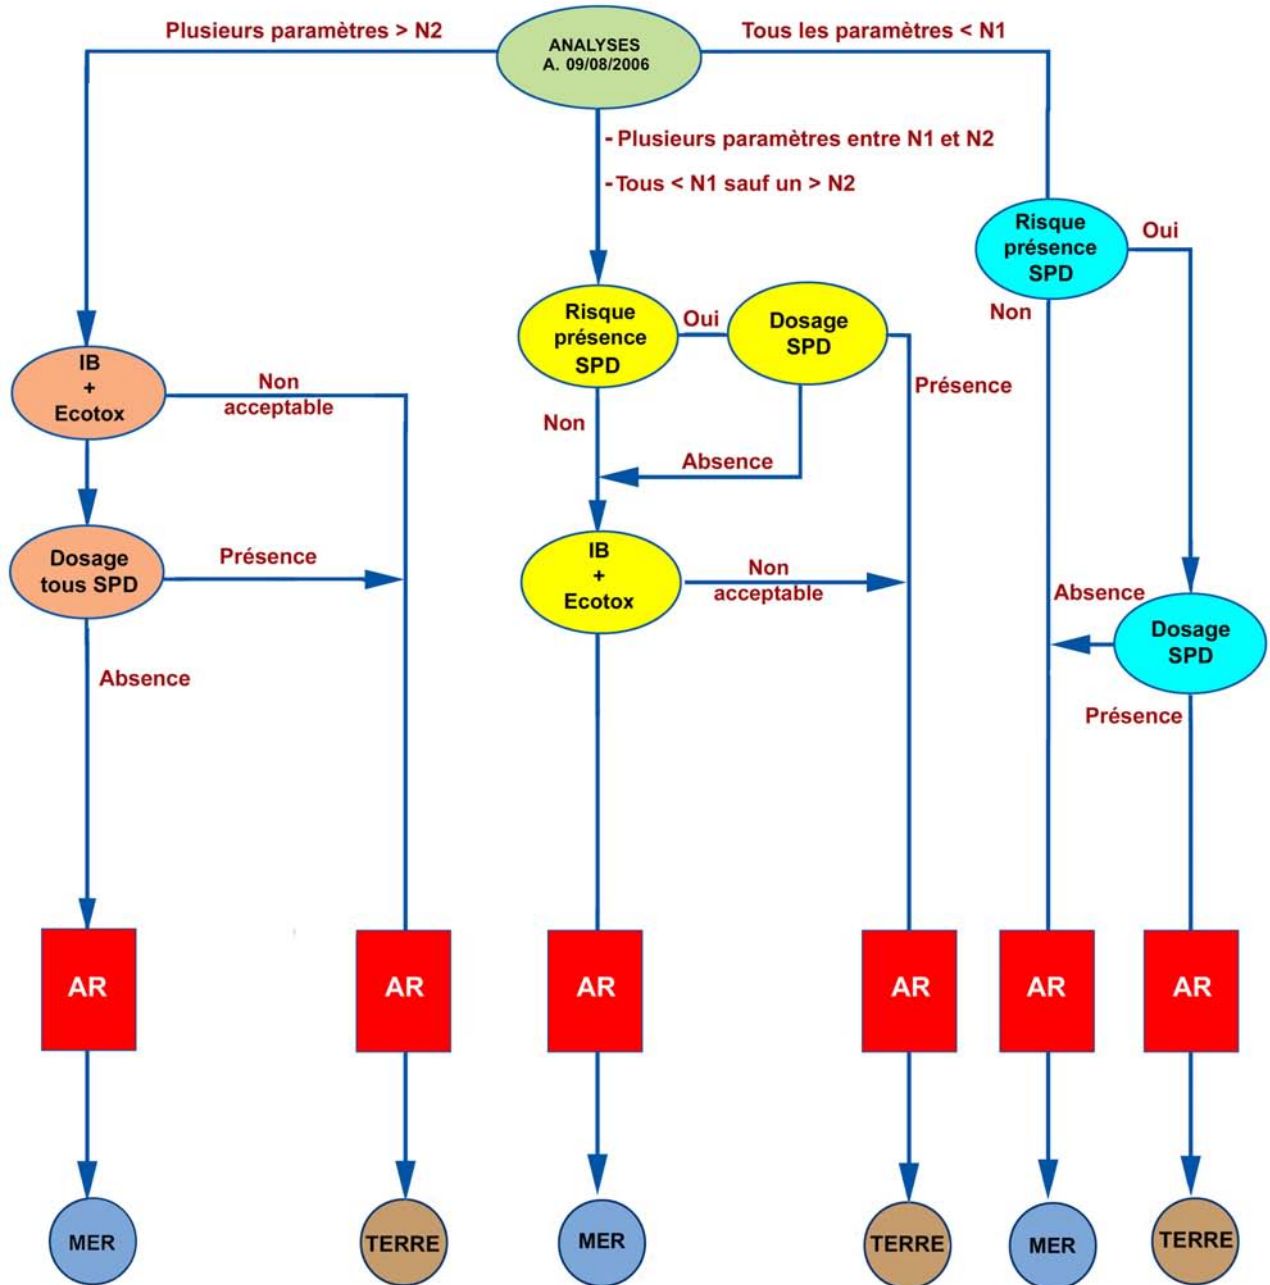 Plusieurs paramètres > N2
Tous les paramètres < N1
ANALYSES
A. 09/08/2006
- Plusieurs paramètres entre N1 et N2
- Tous < N1 sauf un > N2
Risque
présence
SPD
Oui
Non
Risque
présence
SPD
Oui
Dosage
SPD
Présence
Non
Absence
IB
+
Ecotox
Non
acceptable
Dosage
tous SPD
Présence
Absence
IB
+
Ecotox
Non
acceptable
Absence
Dosage
SPD
Présence
AR
AR
AR
AR
AR
AR
MER
TERRE
MER
TERRE
MER
TERRE